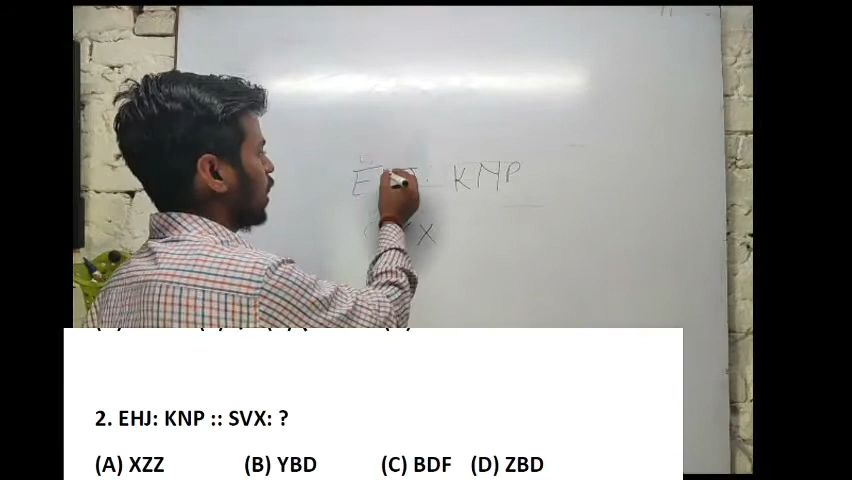 E J : KNP
X
2. EHJ: KNP :: SVX: ?
(A) XZZ (B) YBD (C) BDF (D) ZBD